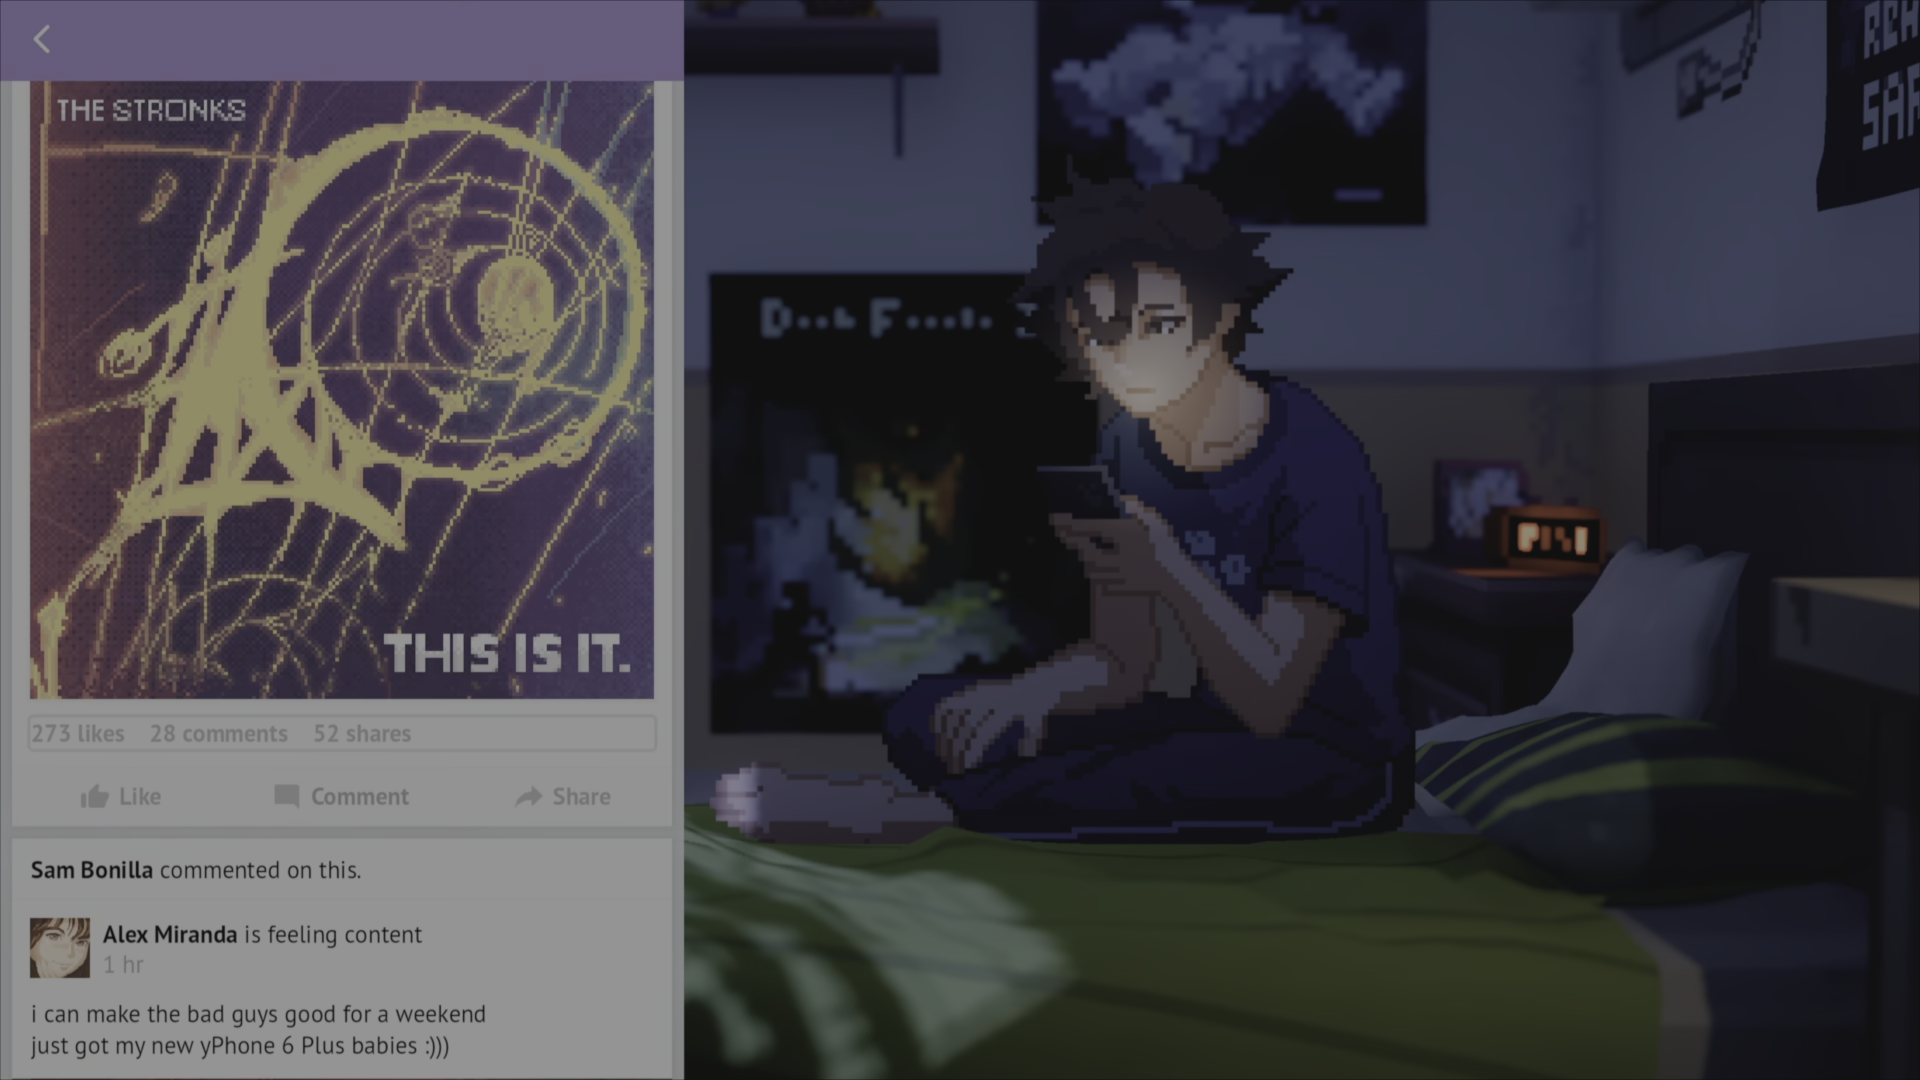 THE STRONKS
THIS IS IT.
273 likes 28 comments 52 shares
Like Comment Share
Sam Bonilla commented on this.
Alex Miranda is feeling content
1 hr
i can make the bad guys good for a weekend
just got my new yPhone 6 Plus babies :)))